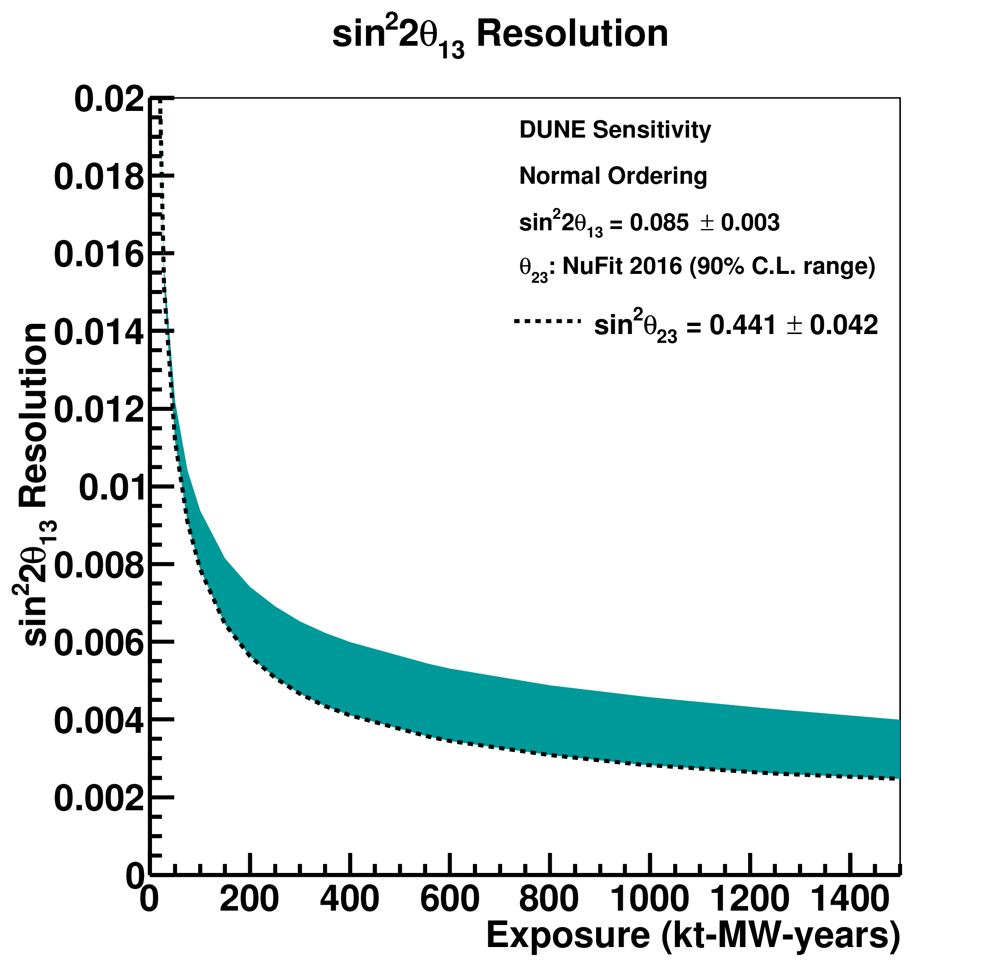 sin²2θ₁₃ Resolution
DUNE Sensitivity
Normal Ordering
sin²2θ₁₃ = 0.085 ± 0.003
θ₂₃: NuFit 2016 (90% C.L. range)
sin²θ₂₃ = 0.441 ± 0.042
sin²2θ₁₃ Resolution
0.02
0.018
0.016
0.014
0.012
0.01
0.008
0.006
0.004
0.002
0
0 200 400 600 800 1000 1200 1400
Exposure (kt-MW-years)